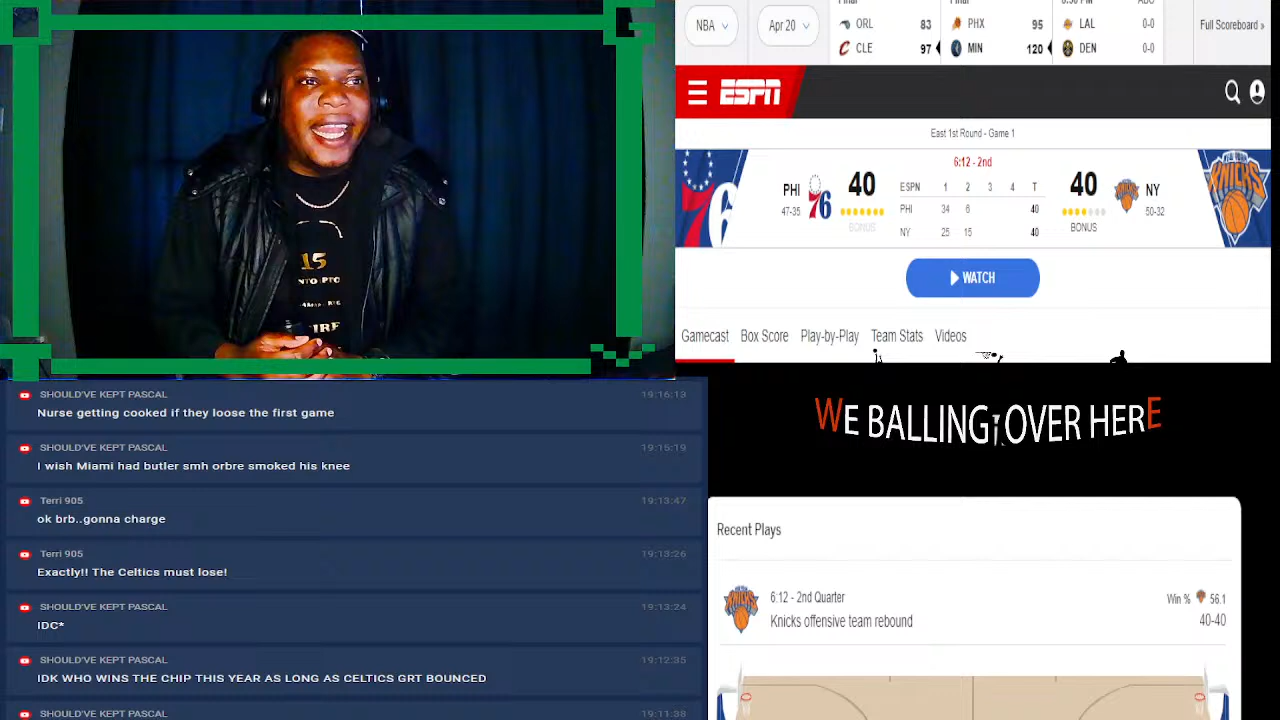 15
NBA
Apr 20
ORL 83
CLE 97
PHX 95
MIN 120
LAL 0-0
DEN 0-0
Full Scoreboard »
ESPN
East 1st Round - Game 1
6:12 - 2nd
PHI 47-35 76 40 BONUS
ESPN 1 2 3 4 T
PHI 34 6 40
NY 25 15 40
40 BONUS NY 50-32
KNICKS
WATCH
Gamecast Box Score Play-by-Play Team Stats Videos
SHOULD'VE KEPT PASCAL 19:16:13
Nurse getting cooked if they loose the first game
SHOULD'VE KEPT PASCAL 19:15:19
I wish Miami had butler smh orbre smoked his knee
Terri 905 19:13:47
ok brb..gonna charge
Terri 905 19:13:26
Exactly!! The Celtics must lose!
SHOULD'VE KEPT PASCAL 19:13:24
IDC*
SHOULD'VE KEPT PASCAL 19:12:35
IDK WHO WINS THE CHIP THIS YEAR AS LONG AS CELTICS GRT BOUNCED
SHOULD'VE KEPT PASCAL 19:11:38
WE BALLING OVER HERE
Recent Plays
KNICKS
6:12 - 2nd Quarter
Knicks offensive team rebound
Win % 56.1
40-40